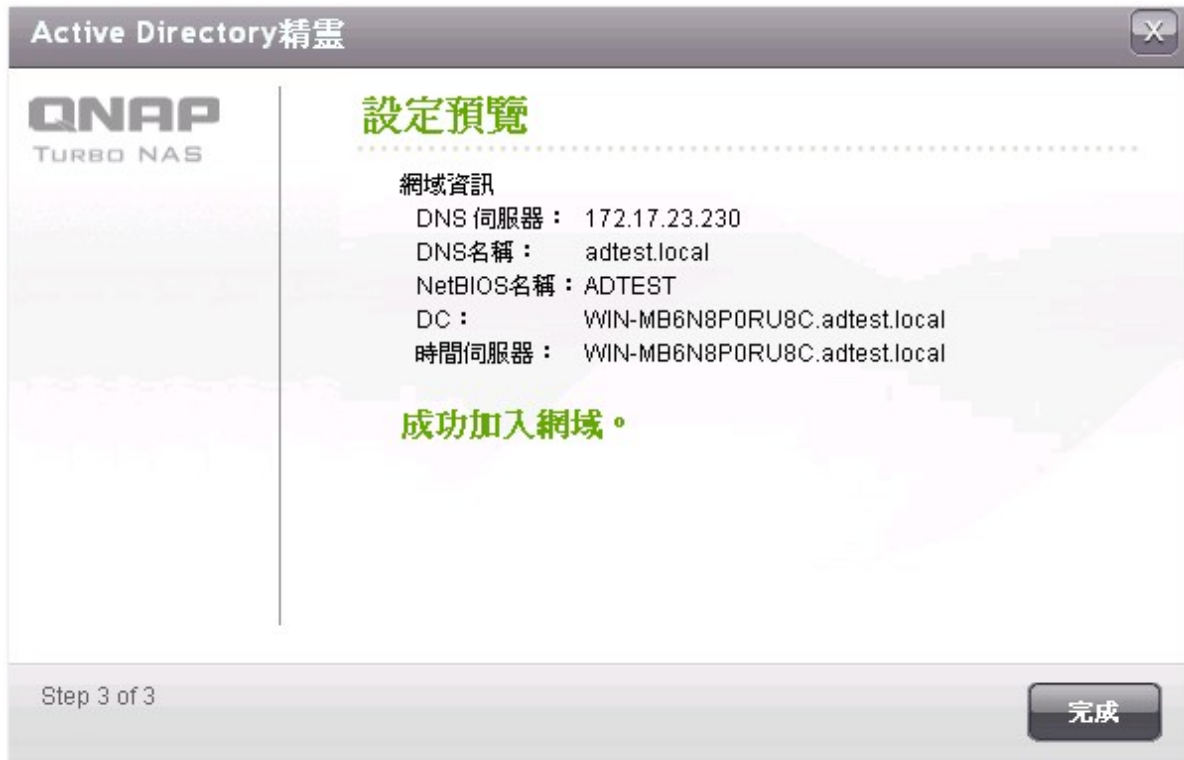 Active Directory精靈
X
QNAP
TURBO NAS
設定預覽
網域資訊
DNS 伺服器： 172.17.23.230
DNS名稱： adtest.local
NetBIOS名稱： ADTEST
DC： WIN-MB6N8P0RU8C.adtest.local
時間伺服器： WIN-MB6N8P0RU8C.adtest.local
成功加入網域。
Step 3 of 3
完成